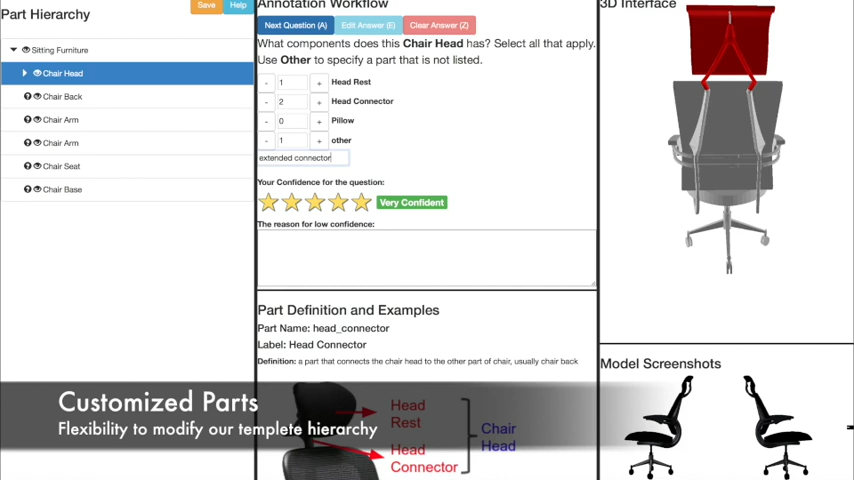 Part Hierarchy
Save
Help
Sitting Furniture
Chair Head
Chair Back
Chair Arm
Chair Arm
Chair Seat
Chair Base
Annotation Workflow
Next Question (A)
Edit Answer (E)
Clear Answer (Z)
What components does this Chair Head has? Select all that apply.
Use Other to specify a part that is not listed.
- 1 + Head Rest
- 2 + Head Connector
- 0 + Pillow
- 1 + other
extended connector
Your Confidence for the question:
Very Confident
The reason for low confidence:
Part Definition and Examples
Part Name: head_connector
Label: Head Connector
Definition: a part that connects the chair head to the other part of chair, usually chair back
Head
Rest
Head
Connector
Chair
Head
3D Interface
Model Screenshots
Customized Parts
Flexibility to modify our templete hierarchy